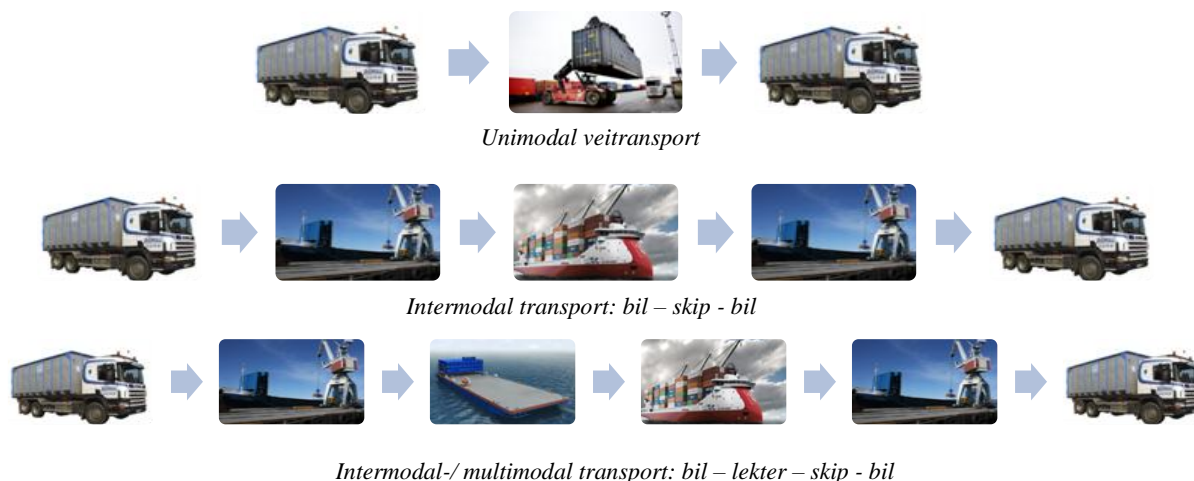 Unimodal veitransport
Intermodal transport: bil – skip - bil
Intermodal-/ multimodal transport: bil – lekter – skip - bil